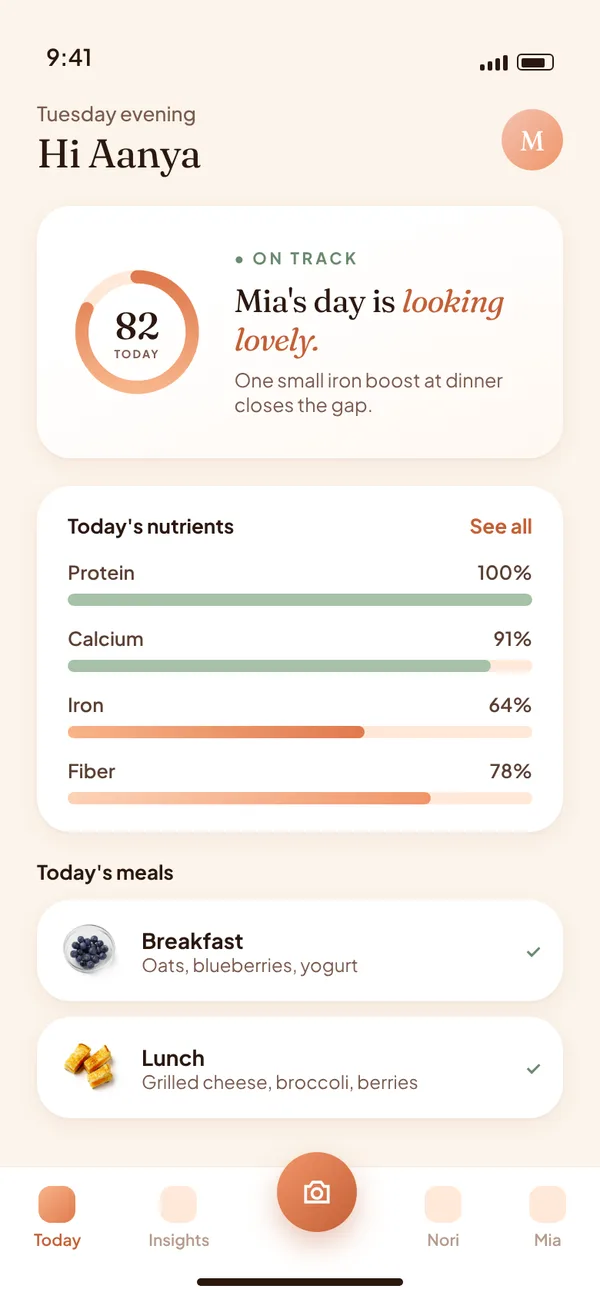 9:41
Tuesday evening
Hi Aanya
M
• ON TRACK
82
TODAY
Mia's day is looking
lovely.
One small iron boost at dinner
closes the gap.
Today's nutrients
See all
Protein
100%
Calcium
91%
Iron
64%
Fiber
78%
Today's meals
Breakfast
Oats, blueberries, yogurt
Lunch
Grilled cheese, broccoli, berries
Today
Insights
Nori
Mia